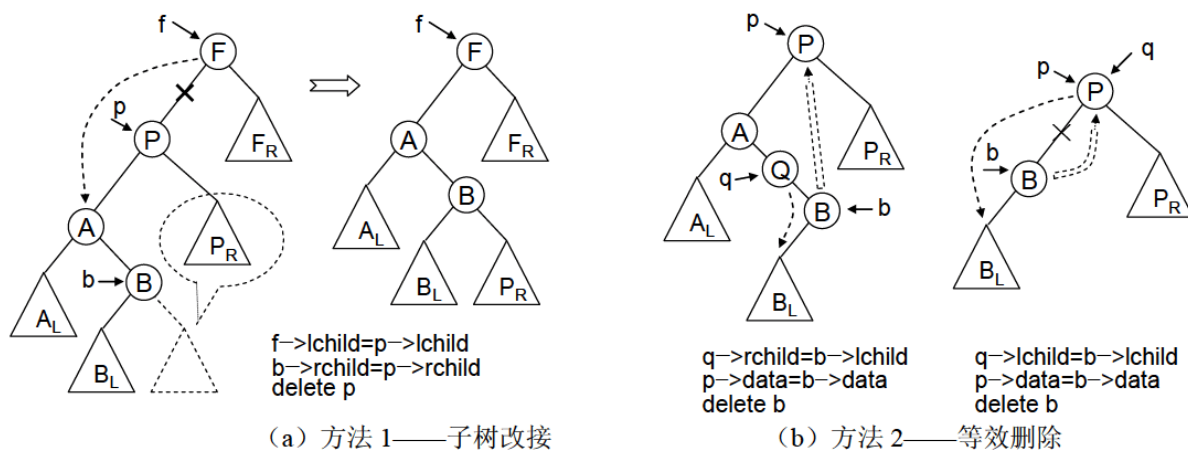 f
F
p
P
F_R
A
P_R
b
B
A_L
B_L
f
F
A
F_R
B
A_L
B_L
P_R
f—>lchild=p—>lchild
b—>rchild=p—>rchild
delete p
(a)方法 1——子树改接
p
P
A
P_R
q
Q
B
b
A_L
B_L
q—>rchild=b—>lchild
p—>data=b—>data
delete b
p
q
P
b
B
P_R
B_L
q—>lchild=b—>lchild
p—>data=b—>data
delete b
(b)方法 2——等效删除